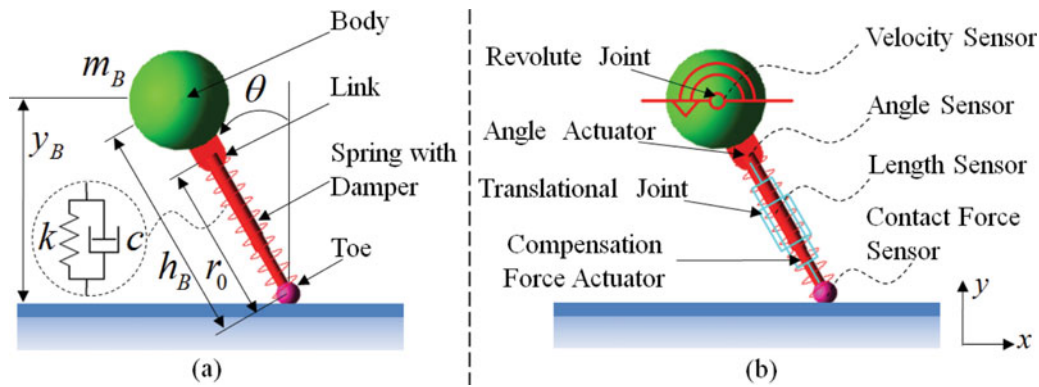 Body
m_B
θ
Link
y_B
Spring with
Damper
k
c
h_B
r_0
Toe
(a)
Velocity Sensor
Revolute Joint
Angle Sensor
Angle Actuator
Length Sensor
Translational Joint
Contact Force
Sensor
Compensation
Force Actuator
y
x
(b)